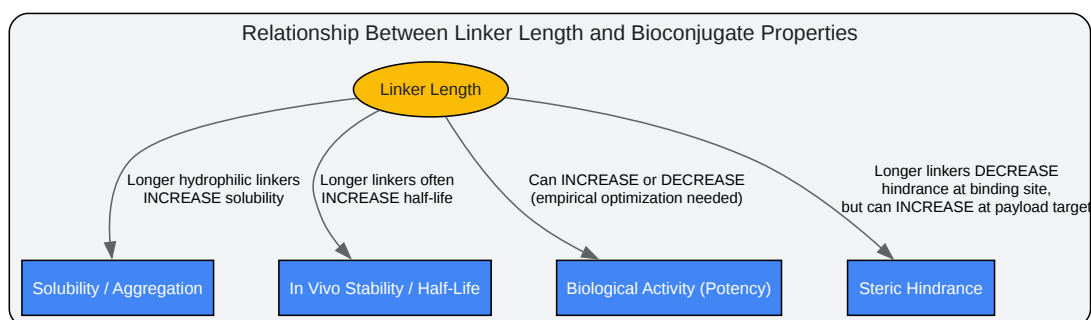 Relationship Between Linker Length and Bioconjugate Properties
Linker Length
Longer hydrophilic linkers
INCREASE solubility
Longer linkers often
INCREASE half-life
Can INCREASE or DECREASE
(empirical optimization needed)
Longer linkers DECREASE
hindrance at binding site,
but can INCREASE at payload target
Solubility / Aggregation
In Vivo Stability / Half-Life
Biological Activity (Potency)
Steric Hindrance